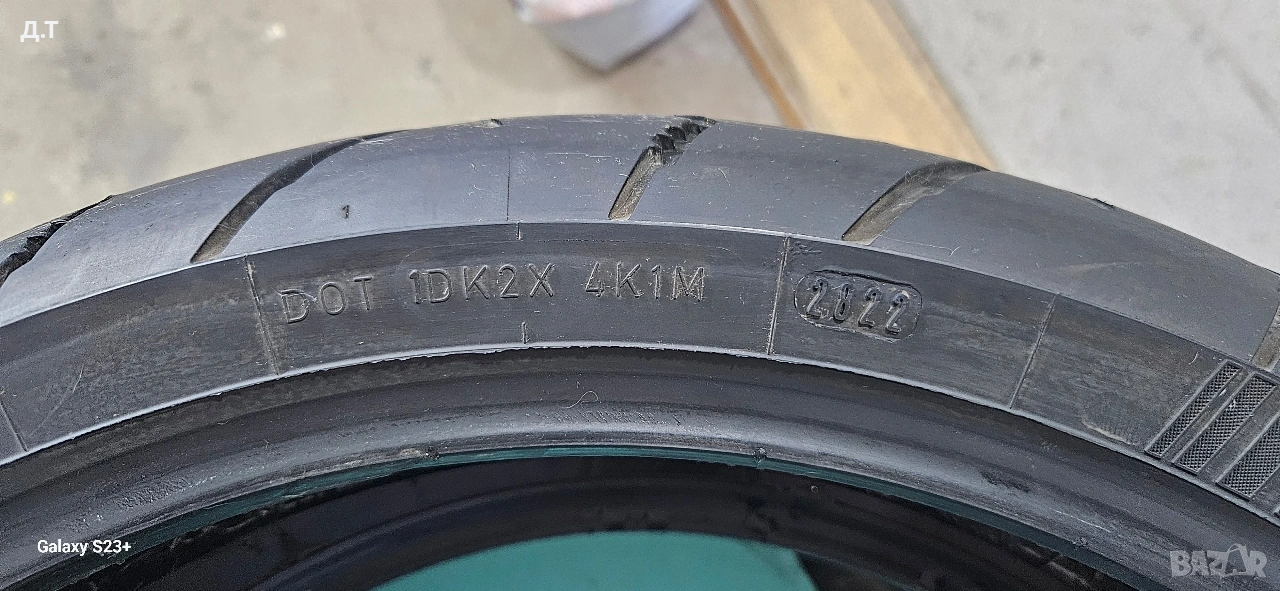 Д.Т
DOT 1DK2X 4K1M 2822
Galaxy S23+
BAZAR